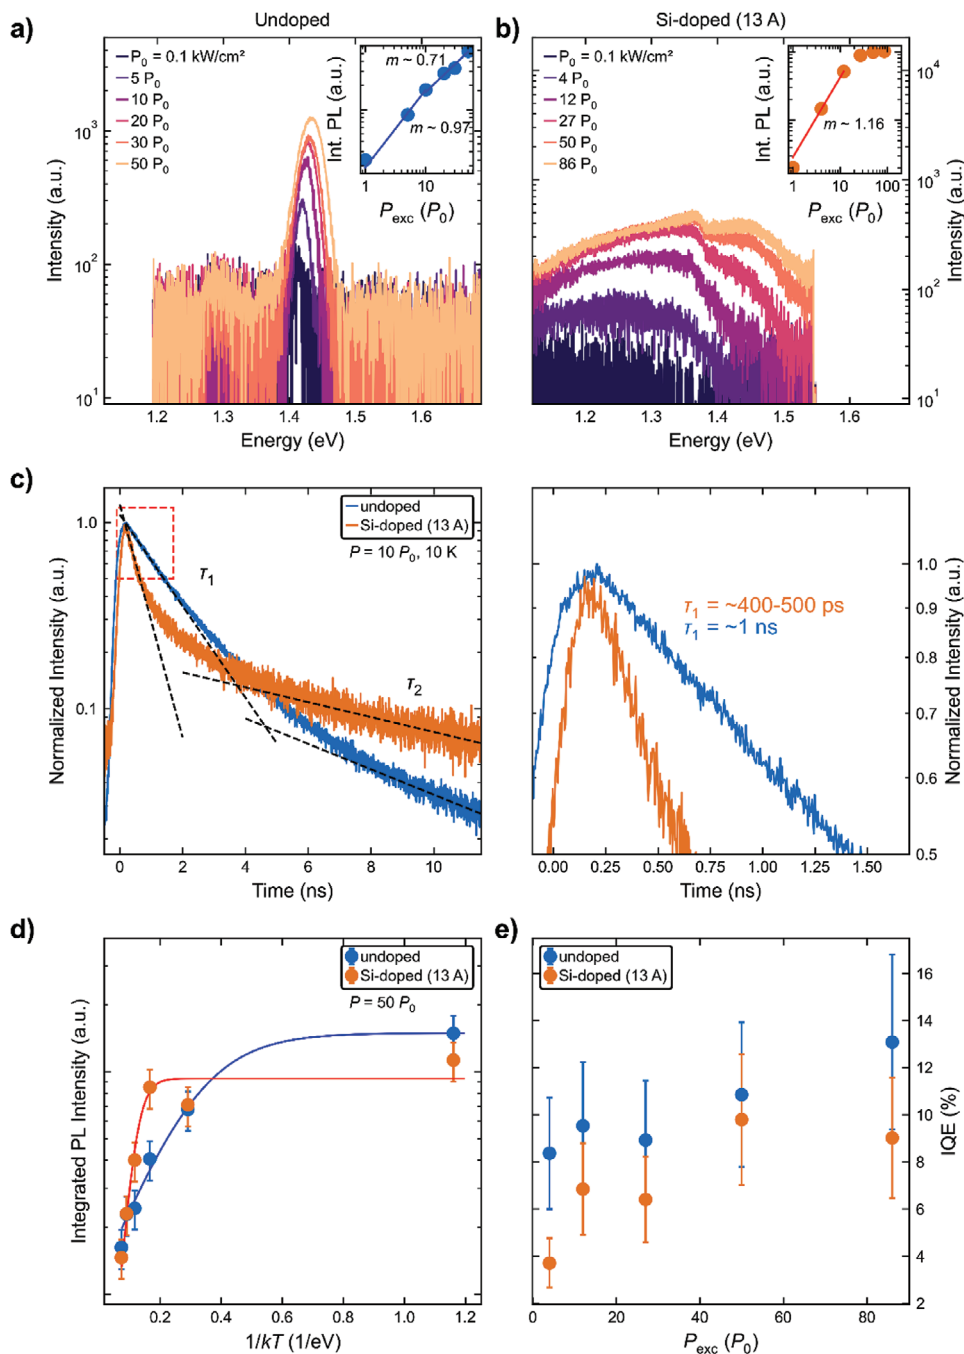 a)
Undoped
P₀ = 0.1 kW/cm²
5 P₀
10 P₀
20 P₀
30 P₀
50 P₀
Int. PL (a.u.)
m ~ 0.71
m ~ 0.97
1
10
P_exc (P₀)
Intensity (a.u.)
10³
10²
10¹
1.2
1.3
1.4
1.5
1.6
Energy (eV)
b)
Si-doped (13 A)
P₀ = 0.1 kW/cm²
4 P₀
12 P₀
27 P₀
50 P₀
86 P₀
Int. PL (a.u.)
m ~ 1.16
1
10
100
P_exc (P₀)
10⁴
10³
10²
10¹
Intensity (a.u.)
1.2
1.3
1.4
1.5
1.6
Energy (eV)
c)
undoped
Si-doped (13 A)
P = 10 P₀, 10 K
τ₁
τ₂
Normalized Intensity (a.u.)
1.0
0.1
0
2
4
6
8
10
Time (ns)
τ₁ = ~400-500 ps
τ₁ = ~1 ns
1.0
0.9
0.8
0.7
0.6
0.5
Normalized Intensity (a.u.)
0.00
0.25
0.50
0.75
1.00
1.25
1.50
Time (ns)
d)
undoped
Si-doped (13 A)
P = 50 P₀
Integrated PL Intensity (a.u.)
0.0
0.2
0.4
0.6
0.8
1.0
1.2
1/kT (1/eV)
e)
undoped
Si-doped (13 A)
16
14
12
10
8
6
4
2
IQE (%)
0
20
40
60
80
P_exc (P₀)